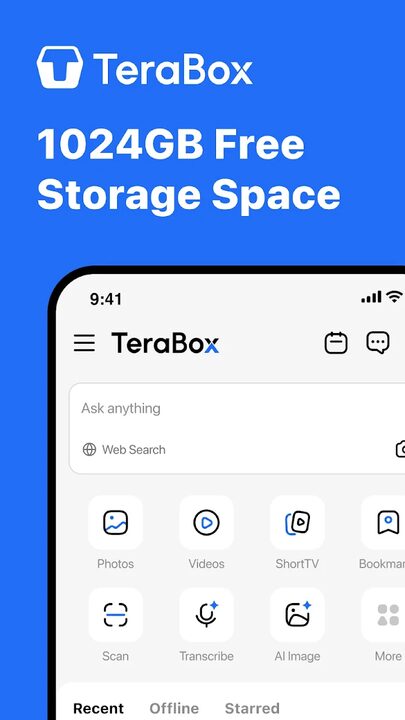 TeraBox
1024GB Free
Storage Space
9:41
TeraBox
Ask anything
Web Search
Photos
Videos
ShortTV
Bookmar
Scan
Transcribe
AI Image
More
Recent
Offline
Starred